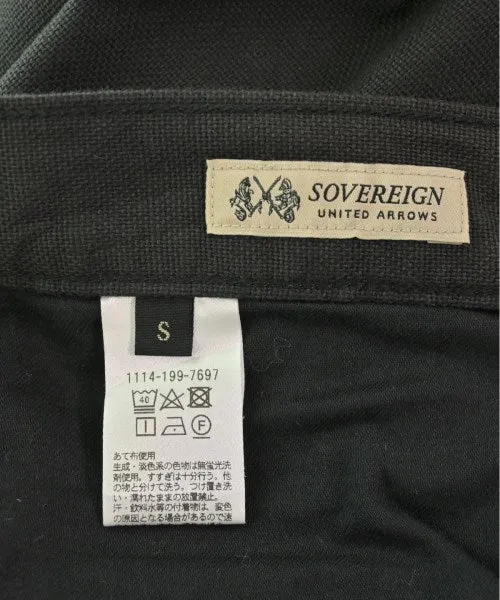 SOVEREIGN
UNITED ARROWS
S
1114-199-7697
40
F
あて布使用
生成・淡色系の色物は無蛍光洗
剤使用。すすぎは十分行う。他
の物と分けて洗う。つけ置き洗
い・濡れたままの放置禁止。
汗・飲料水等の付着物は、変色
の原因となる場合があるので速